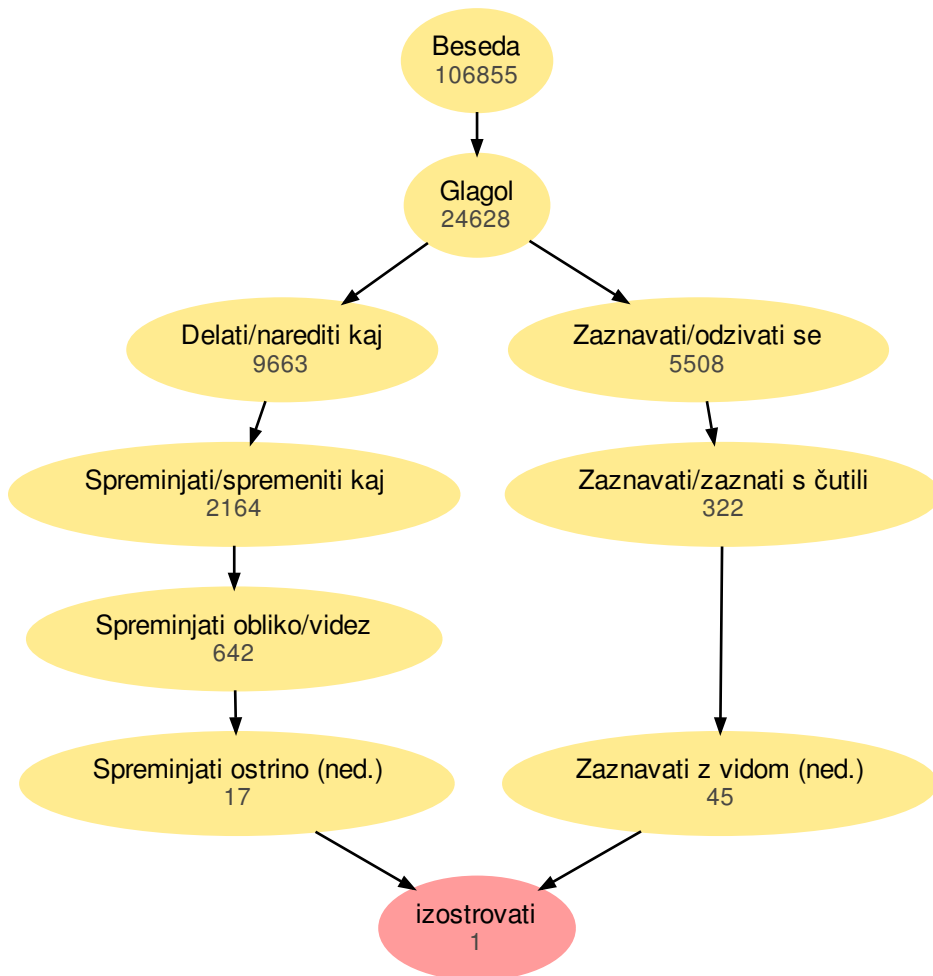 Beseda
106855
Glagol
24628
Delati/narediti kaj
9663
Zaznavati/odzivati se
5508
Spreminjati/spremeniti kaj
2164
Zaznavati/zaznati s čutili
322
Spreminjati obliko/videz
642
Spreminjati ostrino (ned.)
17
Zaznavati z vidom (ned.)
45
izostrovati
1